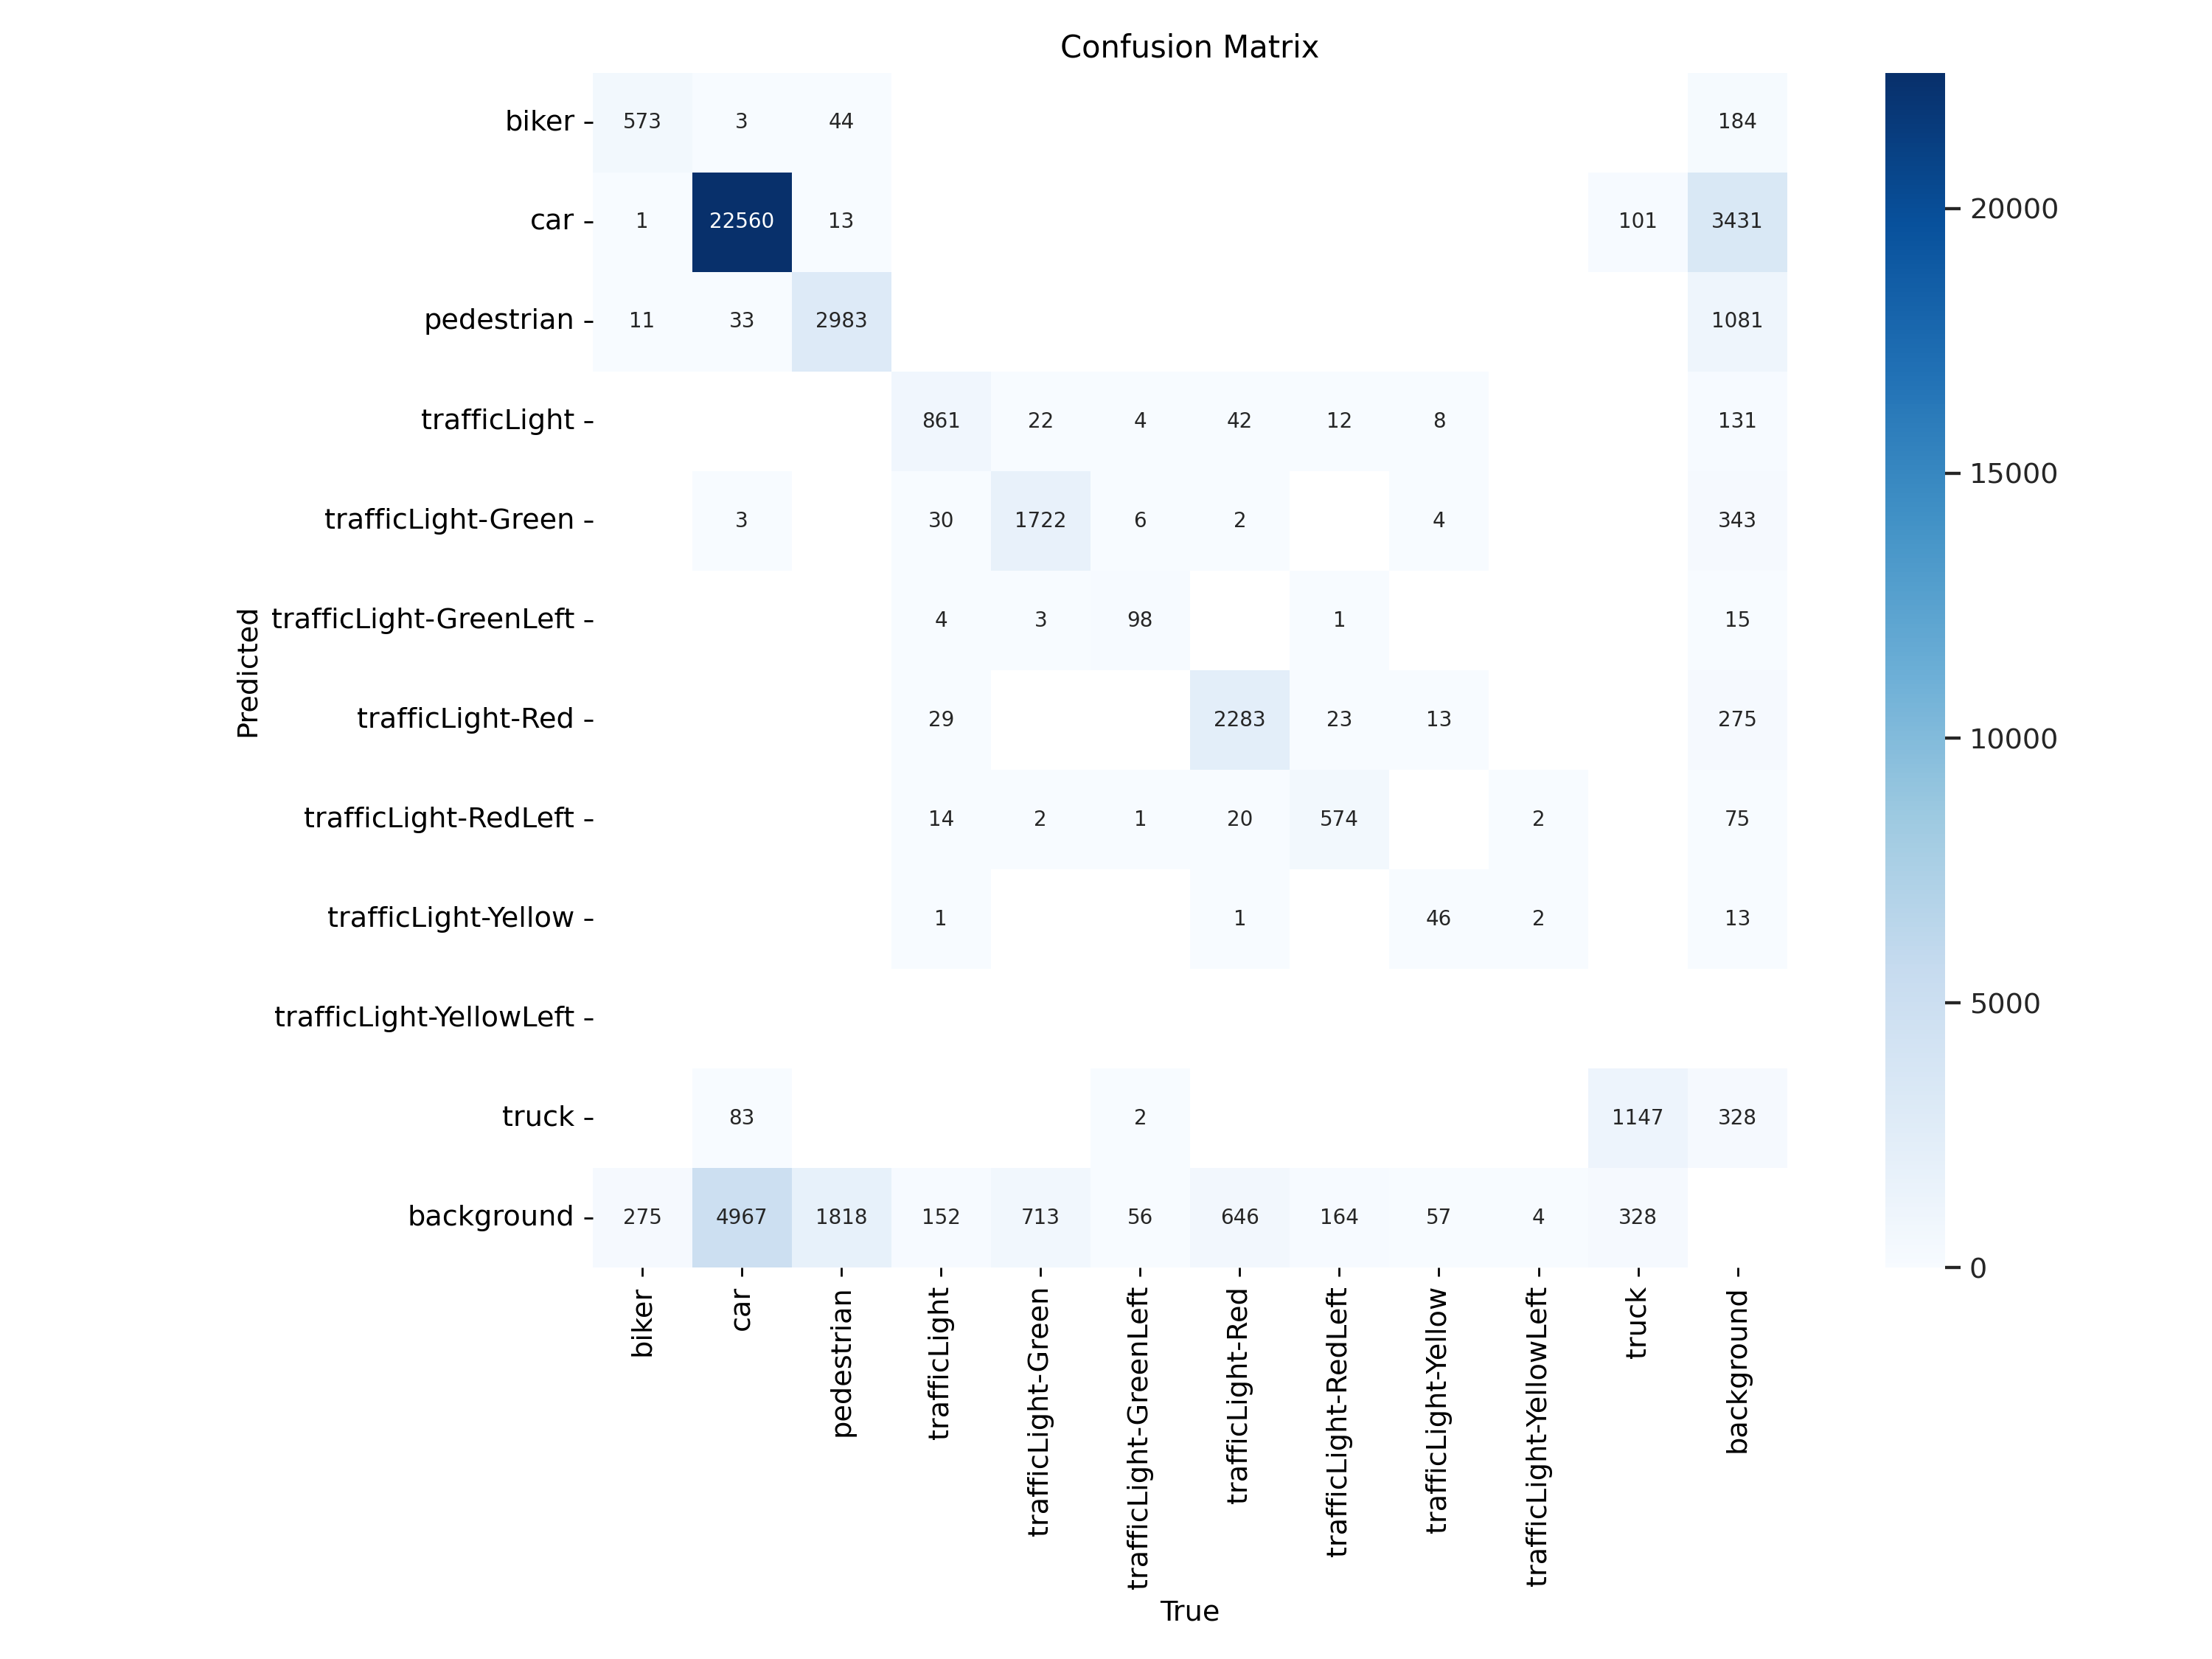 Confusion Matrix
biker 573 3 44 184
car 1 22560 13 101 3431
pedestrian 11 33 2983 1081
trafficLight 861 22 4 42 12 8 131
trafficLight-Green 3 30 1722 6 2 4 343
trafficLight-GreenLeft 4 3 98 1 15
trafficLight-Red 29 2283 23 13 275
trafficLight-RedLeft 14 2 1 20 574 2 75
trafficLight-Yellow 1 1 46 2 13
trafficLight-YellowLeft
truck 83 2 1147 328
background 275 4967 1818 152 713 56 646 164 57 4 328
Predicted
biker
car
pedestrian
trafficLight
trafficLight-Green
trafficLight-GreenLeft
trafficLight-Red
trafficLight-RedLeft
trafficLight-Yellow
trafficLight-YellowLeft
truck
background
True
20000
15000
10000
5000
0